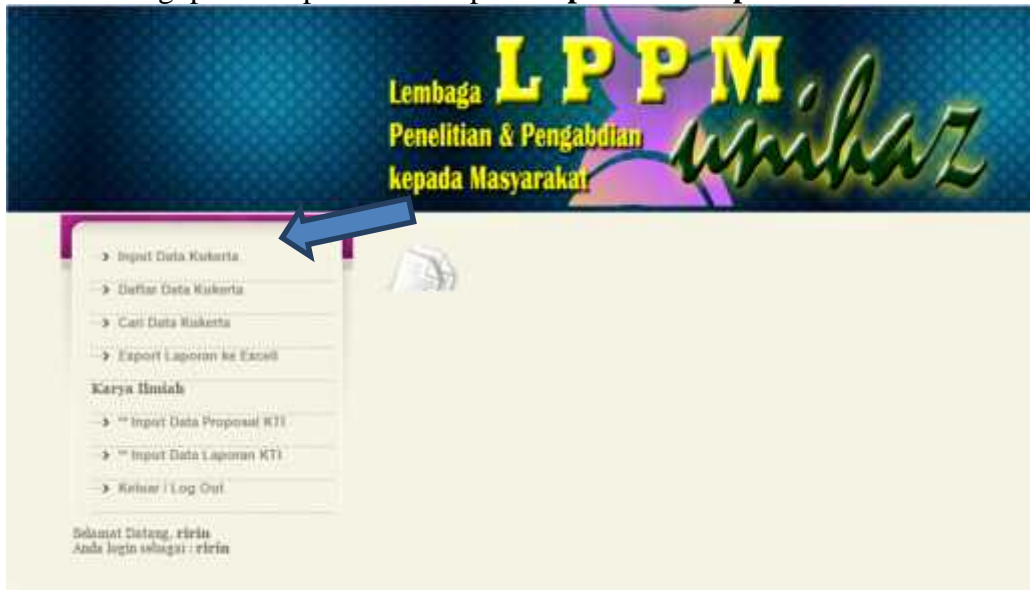 LPPM
Lembaga
Penelitian & Pengabdian
kepada Masyarakat
unihaz
Input Data Kukerta
Daftar Data Kukerta
Cari Data Kukerta
Export Laporan ke Excell
Karya Ilmiah
** Input Data Proposal KTI
** Input Data Laporan KTI
Keluar / Log Out
Selamat Datang, ririn
Anda login sebagai : ririn